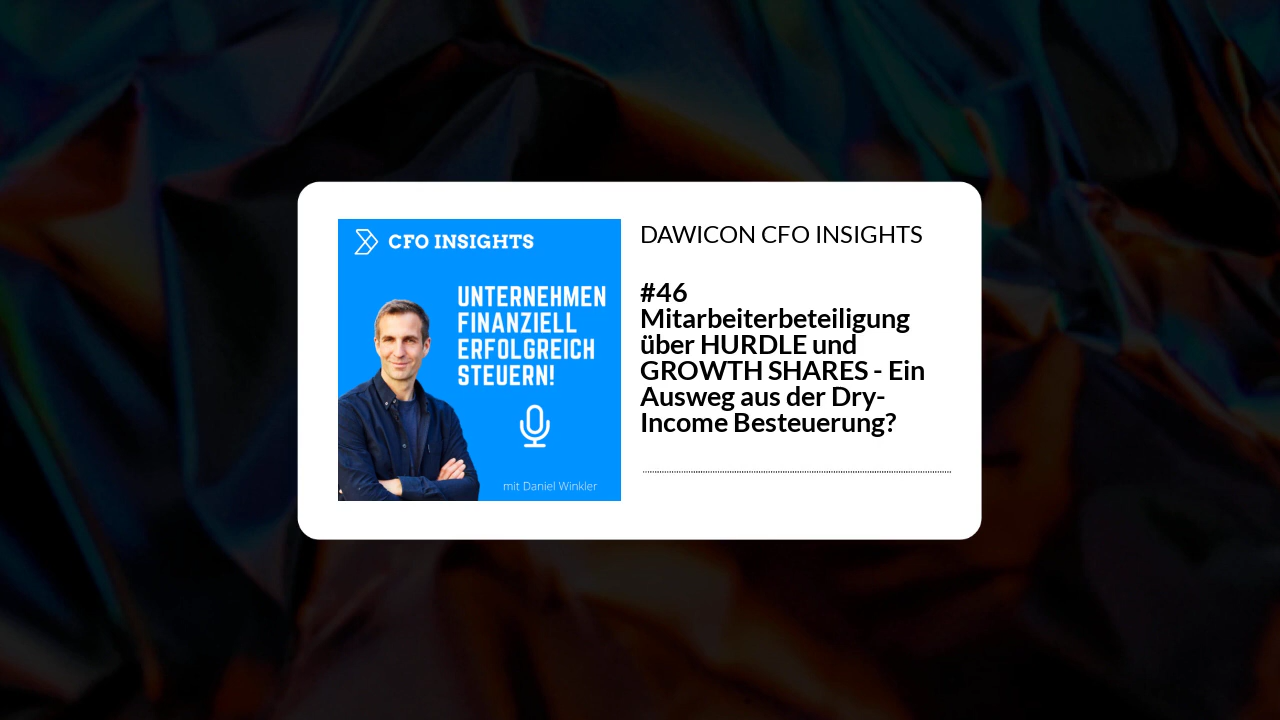 CFO INSIGHTS
UNTERNEHMEN
FINANZIELL
ERFOLGREICH
STEUERN!
mit Daniel Winkler
DAWICON CFO INSIGHTS
#46
Mitarbeiterbeteiligung
über HURDLE und
GROWTH SHARES - Ein
Ausweg aus der Dry-
Income Besteuerung?